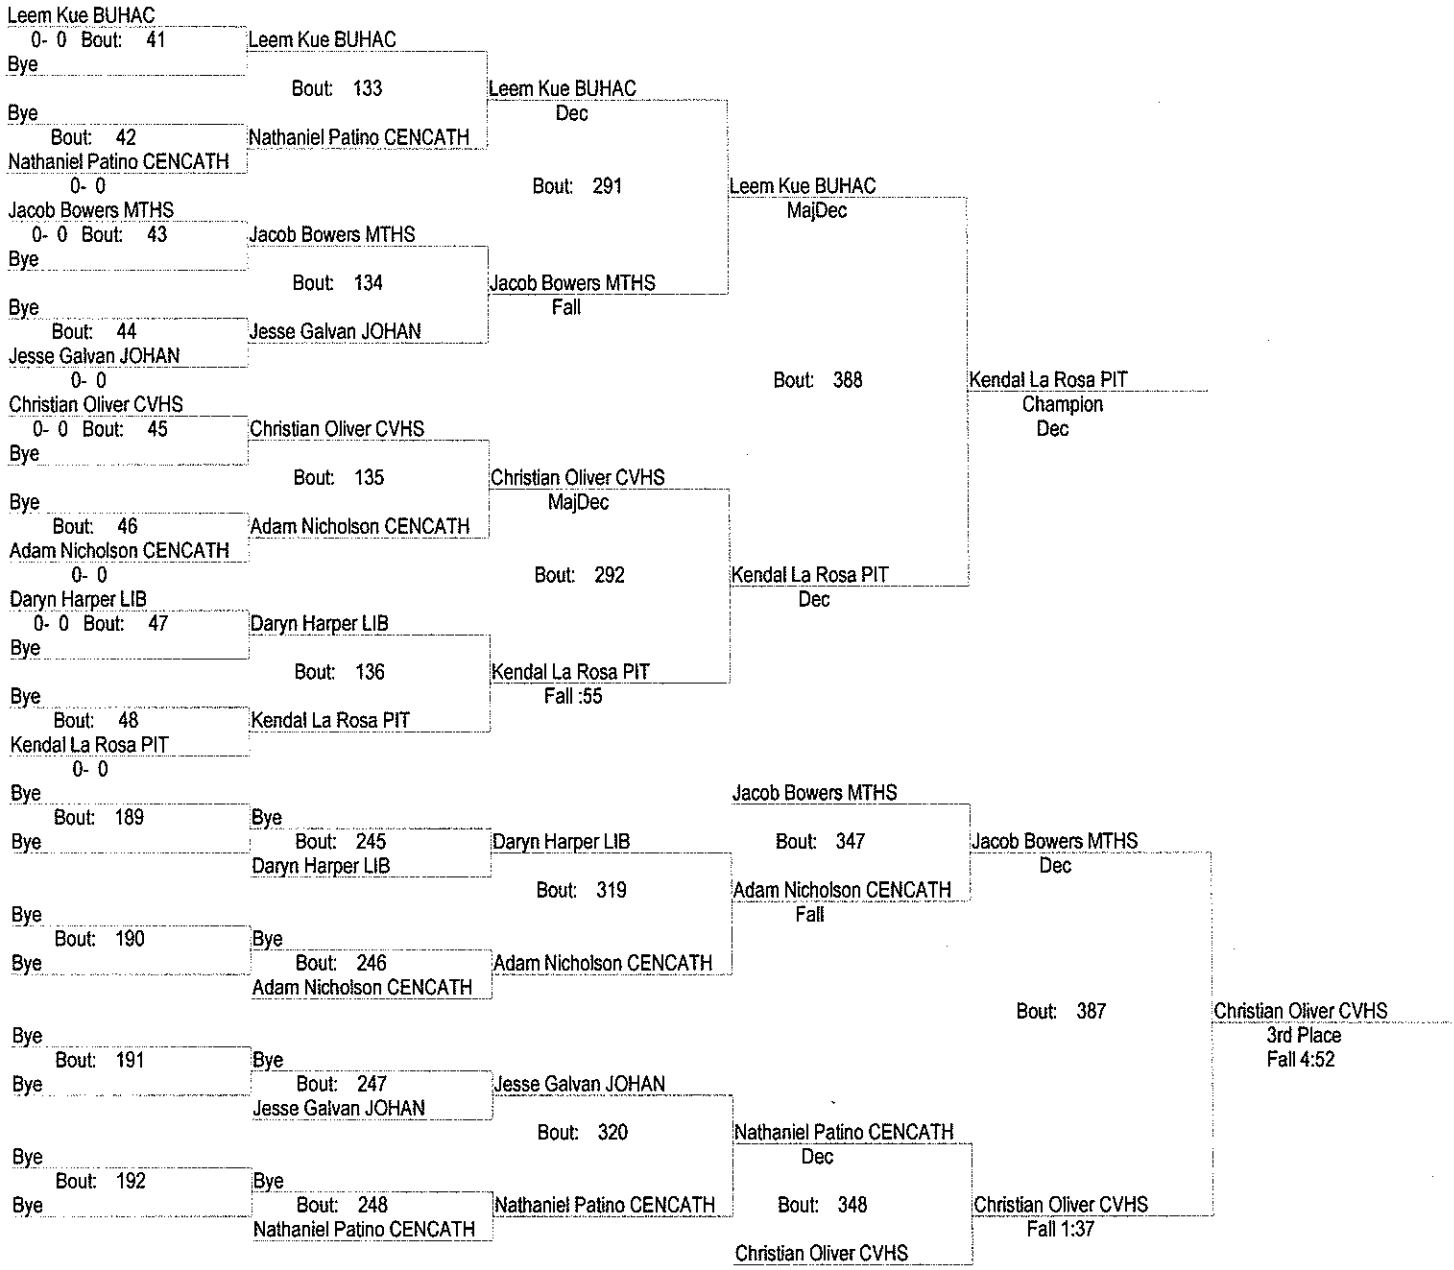 Leem Kue BUHAC
0- 0 Bout: 41
Leem Kue BUHAC
Bye
Bout: 133
Leem Kue BUHAC
Dec
Bye
Bout: 42
Nathaniel Patino CENCATH
Nathaniel Patino CENCATH
0- 0
Bout: 291
Leem Kue BUHAC
MajDec
Jacob Bowers MTHS
0- 0 Bout: 43
Jacob Bowers MTHS
Bye
Bout: 134
Jacob Bowers MTHS
Fall
Bye
Bout: 44
Jesse Galvan JOHAN
Jesse Galvan JOHAN
0- 0
Bout: 388
Kendal La Rosa PIT
Champion
Dec
Christian Oliver CVHS
0- 0 Bout: 45
Christian Oliver CVHS
Bye
Bout: 135
Christian Oliver CVHS
MajDec
Bye
Bout: 46
Adam Nicholson CENCATH
Adam Nicholson CENCATH
0- 0
Bout: 292
Kendal La Rosa PIT
Dec
Daryn Harper LIB
0- 0 Bout: 47
Daryn Harper LIB
Bye
Bout: 136
Kendal La Rosa PIT
Fall :55
Bye
Bout: 48
Kendal La Rosa PIT
Kendal La Rosa PIT
0- 0
Bye
Jacob Bowers MTHS
Bout: 189
Bye
Bye
Bout: 245
Daryn Harper LIB
Bout: 347
Jacob Bowers MTHS
Dec
Daryn Harper LIB
Bout: 319
Adam Nicholson CENCATH
Fall
Bye
Bout: 190
Bye
Bye
Bout: 246
Adam Nicholson CENCATH
Adam Nicholson CENCATH
Bout: 387
Christian Oliver CVHS
3rd Place
Fall 4:52
Bye
Bout: 191
Bye
Bye
Bout: 247
Jesse Galvan JOHAN
Jesse Galvan JOHAN
Bout: 320
Nathaniel Patino CENCATH
Dec
Bye
Bout: 192
Bye
Bye
Bout: 248
Nathaniel Patino CENCATH
Bout: 348
Christian Oliver CVHS
Fall 1:37
Nathaniel Patino CENCATH
Christian Oliver CVHS